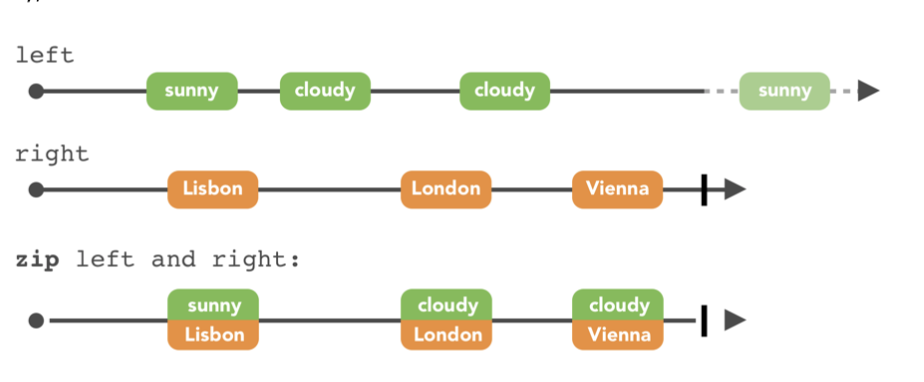 left
sunny cloudy cloudy sunny
right
Lisbon London Vienna
zip left and right:
sunny cloudy cloudy
Lisbon London Vienna